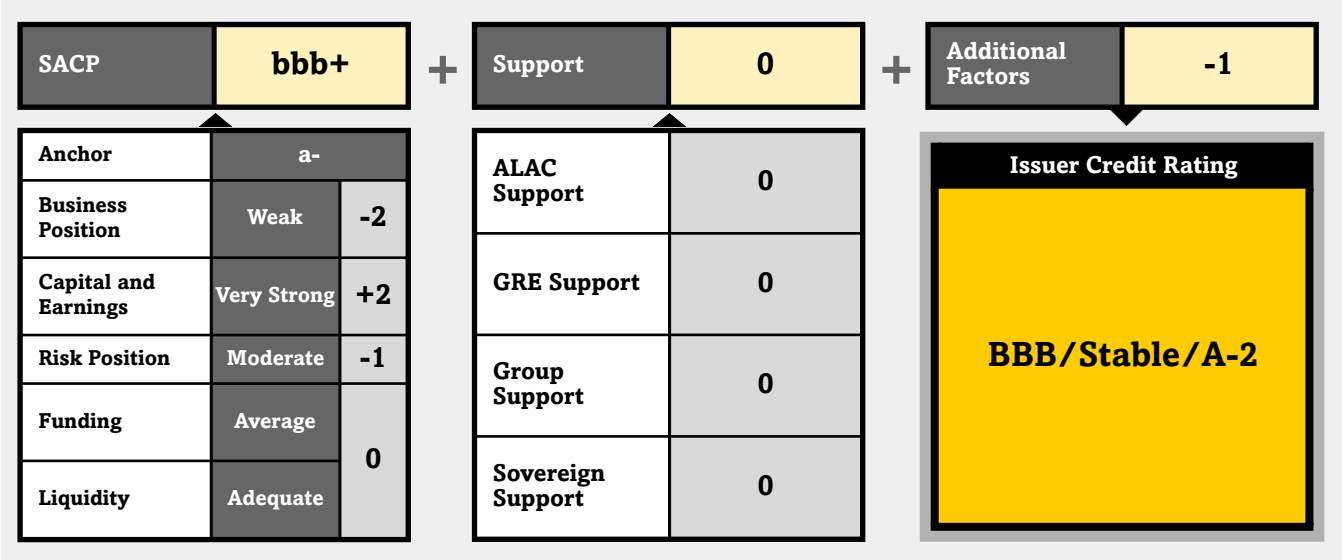 SACP
bbb+
+
Support
0
+
Additional
Factors
-1
Anchor
a-
Business
Position
Weak
-2
Capital and
Earnings
Very Strong
+2
Risk Position
Moderate
-1
Funding
Average
0
Liquidity
Adequate
ALAC
Support
0
GRE Support
0
Group
Support
0
Sovereign
Support
0
Issuer Credit Rating
BBB/Stable/A-2